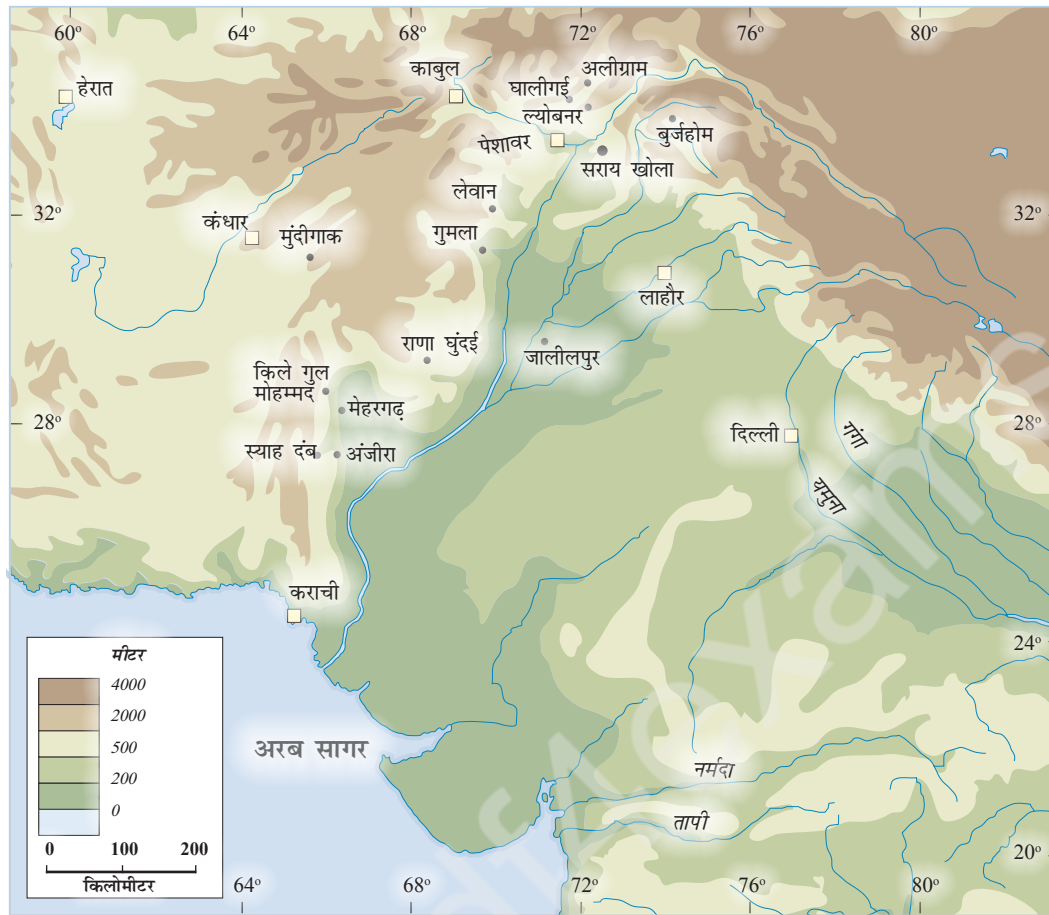 60° 64° 68° 72° 76° 80°
काबुल
अलीग्राम
हेरात
घालीगई
ल्योबनर
पेशावर
बुर्जहोम
सराय खोला
लेवान
32° 32°
कंधार
मुंदीगाक
गुमला
लाहौर
राणा घुंदई
जालीलपुर
किले गुल
मोहम्मद
मेहरगढ़
28° 28°
दिल्ली
गंगा
स्याह दंब
अंजीरा
यमुना
कराची
24°
मीटर
4000
2000
500
200
0
अरब सागर
नर्मदा
तापी
0 100 200
किलोमीटर
20°
64° 68° 72° 76° 80°